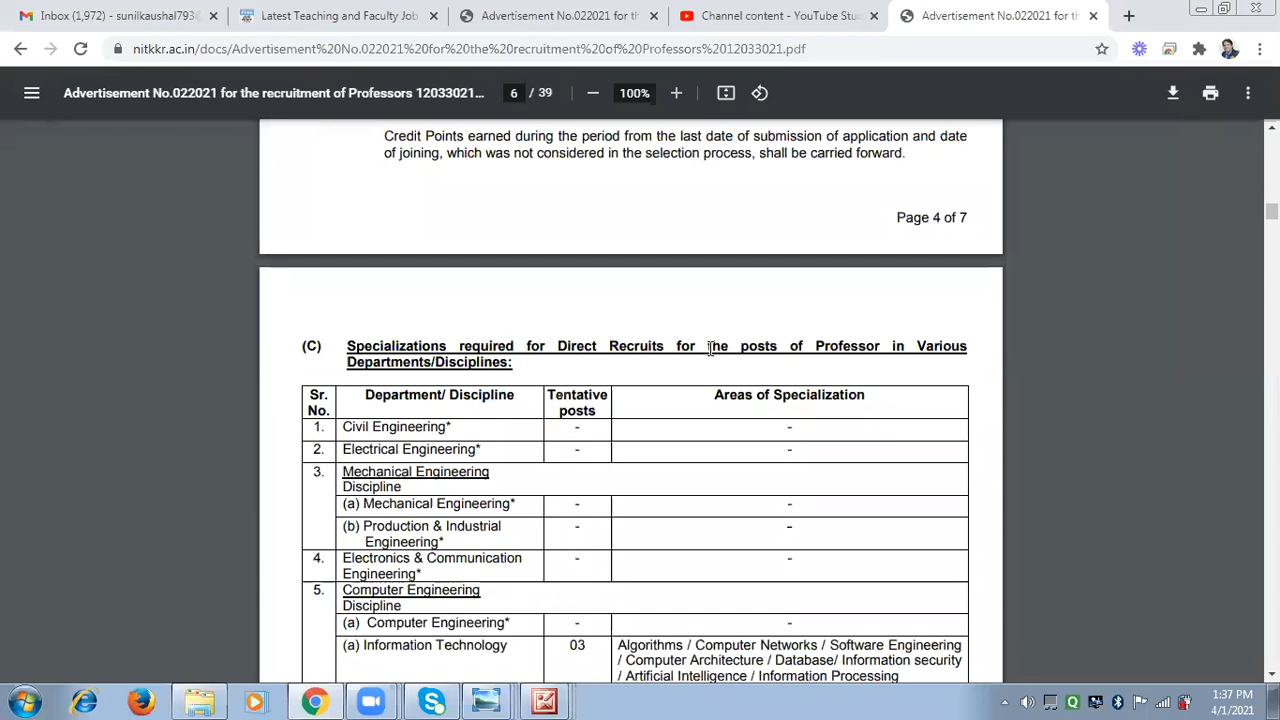 Inbox (1,972) - sunilkaushal793
Latest Teaching and Faculty Job
Advertisement No.022021 for th
Channel content - YouTube Stu
Advertisement No.022021 for th
nitkkr.ac.in/docs/Advertisement%20No.022021%20for%20the%20recruitment%20of%20Professors%2012033021.pdf
Advertisement No.022021 for the recruitment of Professors 12033021...
6 / 39
100%
Credit Points earned during the period from the last date of submission of application and date
of joining, which was not considered in the selection process, shall be carried forward.
Page 4 of 7
(C) Specializations required for Direct Recruits for the posts of Professor in Various
Departments/Disciplines:
Sr. No. Department/ Discipline Tentative posts Areas of Specialization
1. Civil Engineering* - -
2. Electrical Engineering* - -
3. Mechanical Engineering
Discipline
(a) Mechanical Engineering* - -
(b) Production & Industrial - -
Engineering*
4. Electronics & Communication - -
Engineering*
5. Computer Engineering
Discipline
(a) Computer Engineering* - -
(a) Information Technology 03 Algorithms / Computer Networks / Software Engineering
/ Computer Architecture / Database/ Information security
/ Artificial Intelligence / Information Processing
1:37 PM
4/1/2021